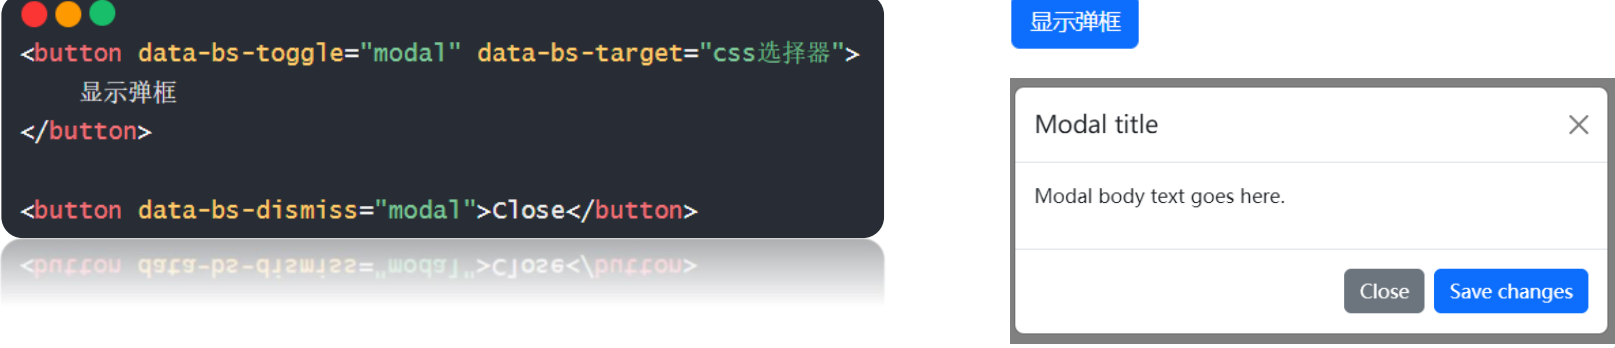 <button data-bs-toggle="modal" data-bs-target="css选择器">
显示弹框
</button>
<button data-bs-dismiss="modal">Close</button>
显示弹框
Modal title
Modal body text goes here.
Close
Save changes